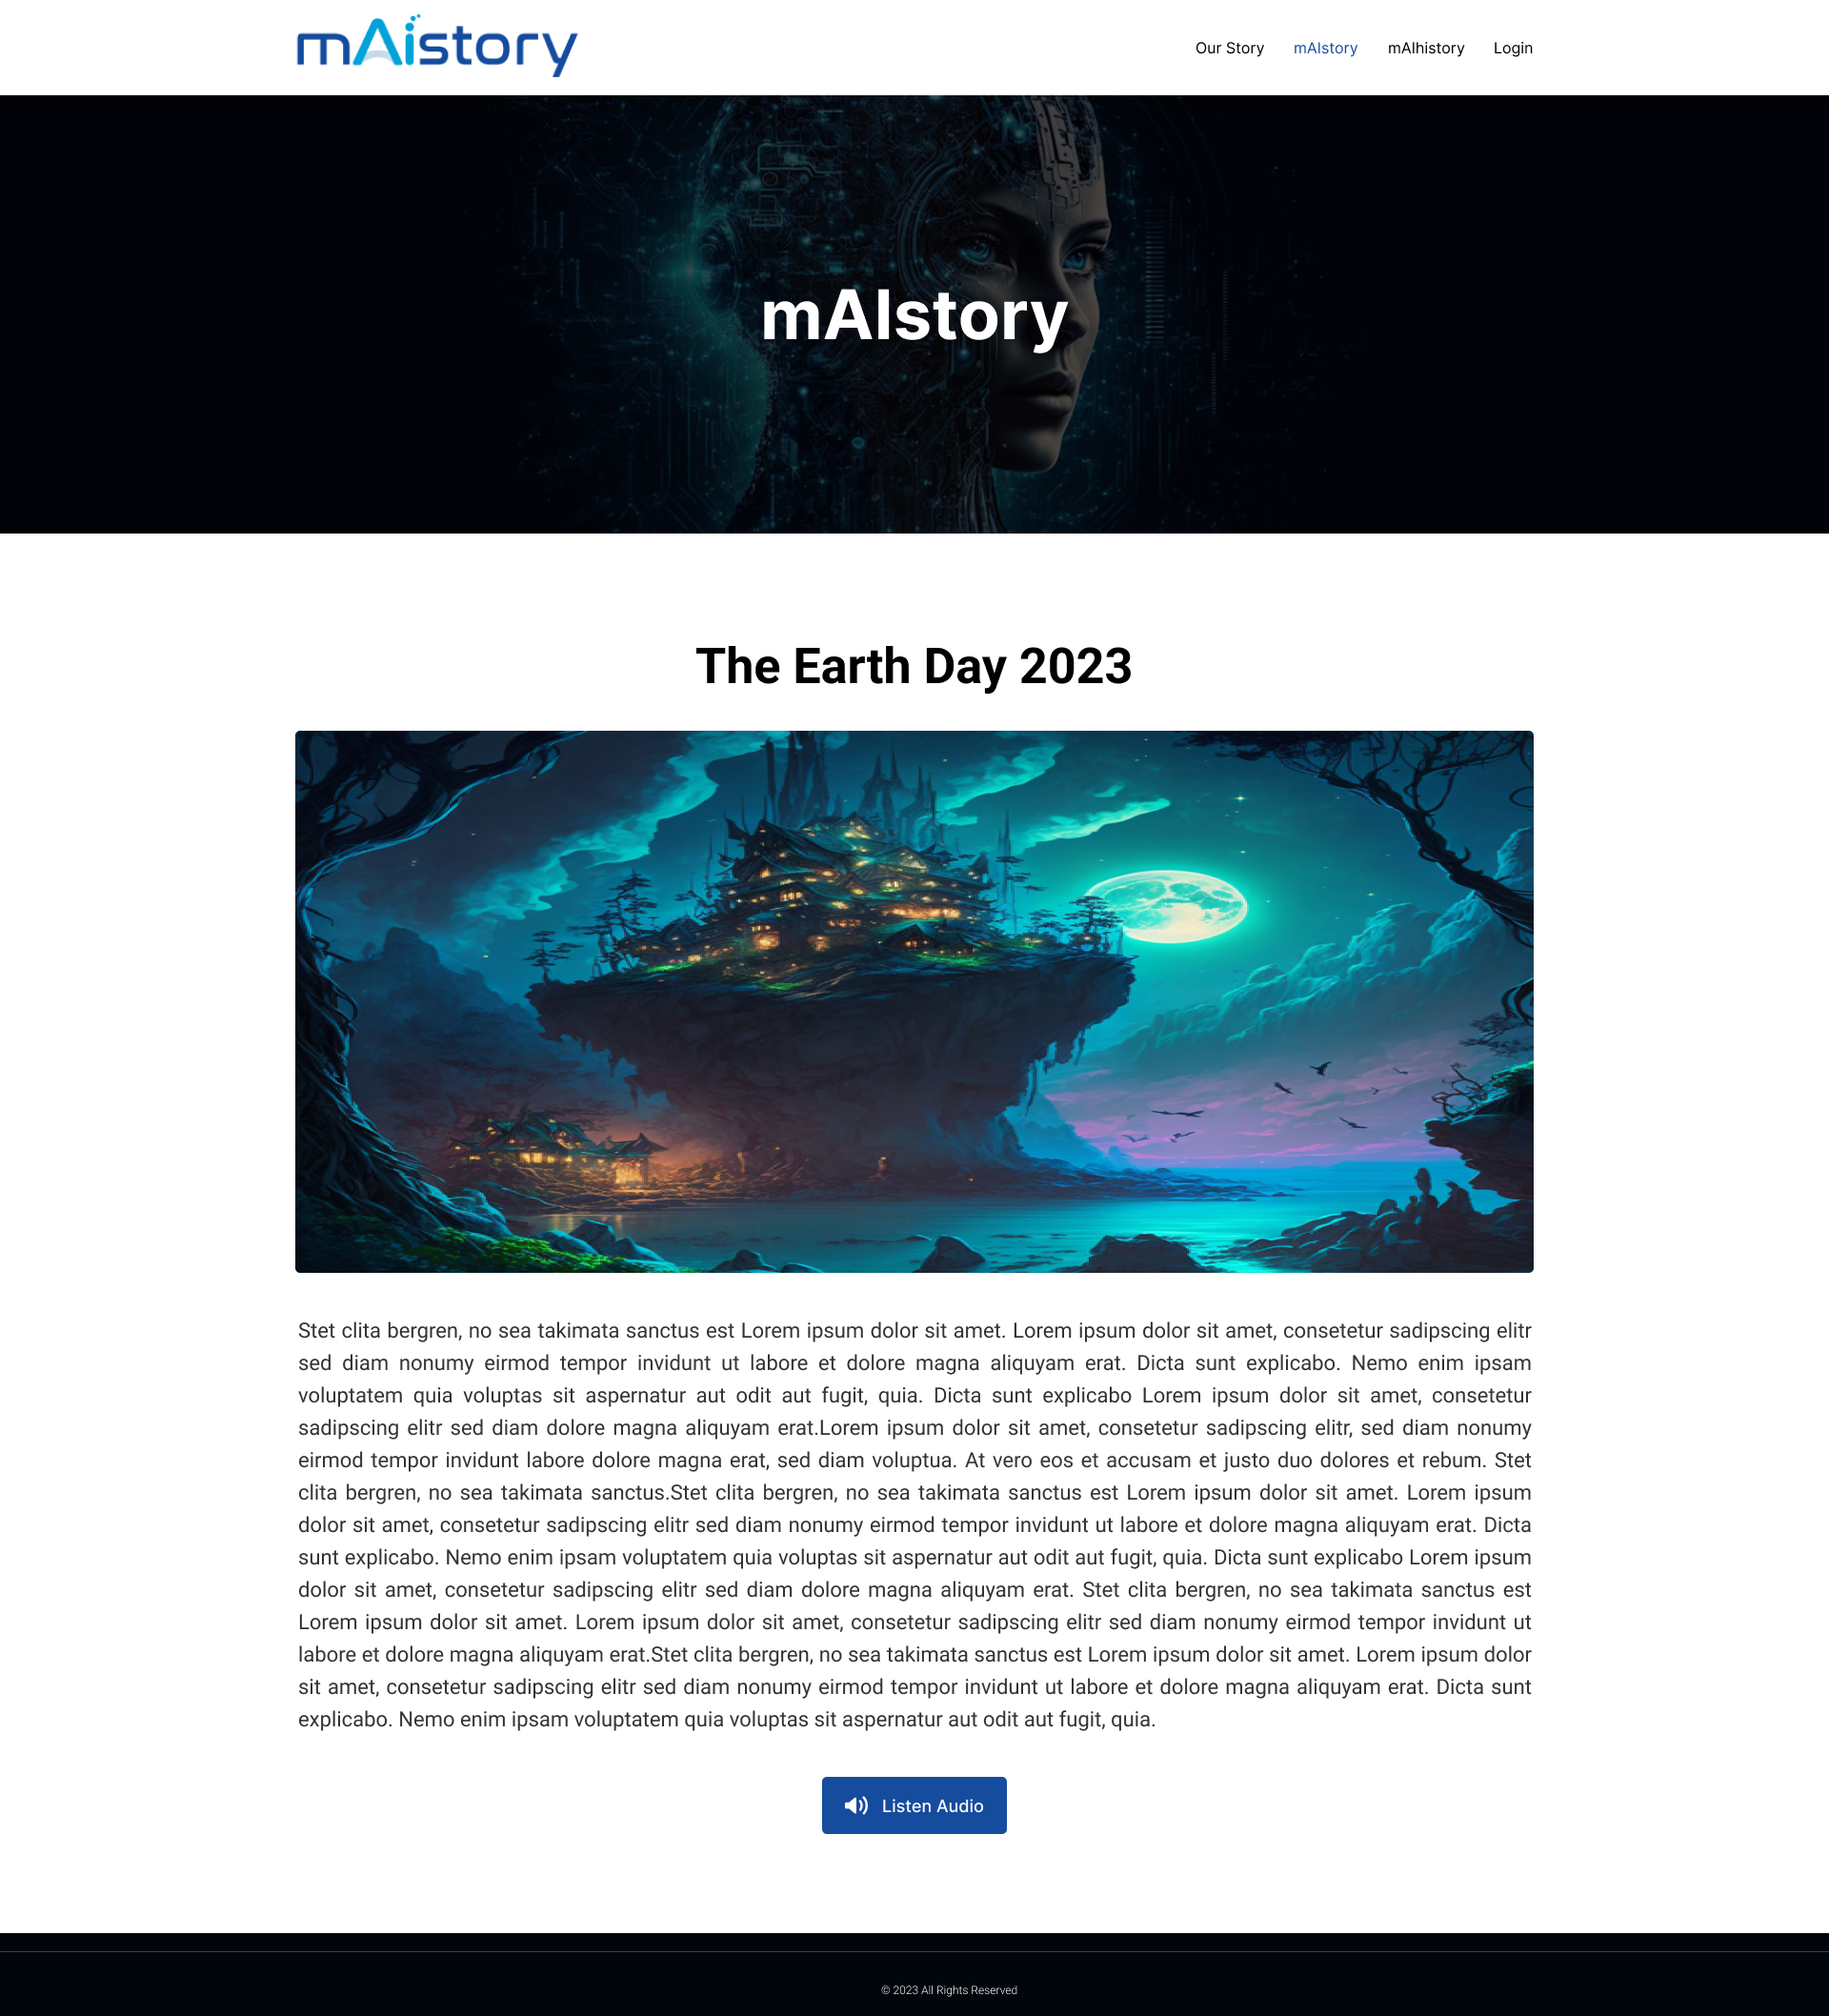 mAistory
Our Story mAIstory mAIhistory Login
mAIstory
The Earth Day 2023
Stet clita bergren, no sea takimata sanctus est Lorem ipsum dolor sit amet. Lorem ipsum dolor sit amet, consetetur sadipscing elitr
sed diam nonumy eirmod tempor invidunt ut labore et dolore magna aliquyam erat. Dicta sunt explicabo. Nemo enim ipsam
voluptatem quia voluptas sit aspernatur aut odit aut fugit, quia. Dicta sunt explicabo Lorem ipsum dolor sit amet, consetetur
sadipscing elitr sed diam dolore magna aliquyam erat.Lorem ipsum dolor sit amet, consetetur sadipscing elitr, sed diam nonumy
eirmod tempor invidunt labore dolore magna erat, sed diam voluptua. At vero eos et accusam et justo duo dolores et rebum. Stet
clita bergren, no sea takimata sanctus.Stet clita bergren, no sea takimata sanctus est Lorem ipsum dolor sit amet. Lorem ipsum
dolor sit amet, consetetur sadipscing elitr sed diam nonumy eirmod tempor invidunt ut labore et dolore magna aliquyam erat. Dicta
sunt explicabo. Nemo enim ipsam voluptatem quia voluptas sit aspernatur aut odit aut fugit, quia. Dicta sunt explicabo Lorem ipsum
dolor sit amet, consetetur sadipscing elitr sed diam dolore magna aliquyam erat. Stet clita bergren, no sea takimata sanctus est
Lorem ipsum dolor sit amet. Lorem ipsum dolor sit amet, consetetur sadipscing elitr sed diam nonumy eirmod tempor invidunt ut
labore et dolore magna aliquyam erat.Stet clita bergren, no sea takimata sanctus est Lorem ipsum dolor sit amet. Lorem ipsum dolor
sit amet, consetetur sadipscing elitr sed diam nonumy eirmod tempor invidunt ut labore et dolore magna aliquyam erat. Dicta sunt
explicabo. Nemo enim ipsam voluptatem quia voluptas sit aspernatur aut odit aut fugit, quia.
Listen Audio
© 2023 All Rights Reserved